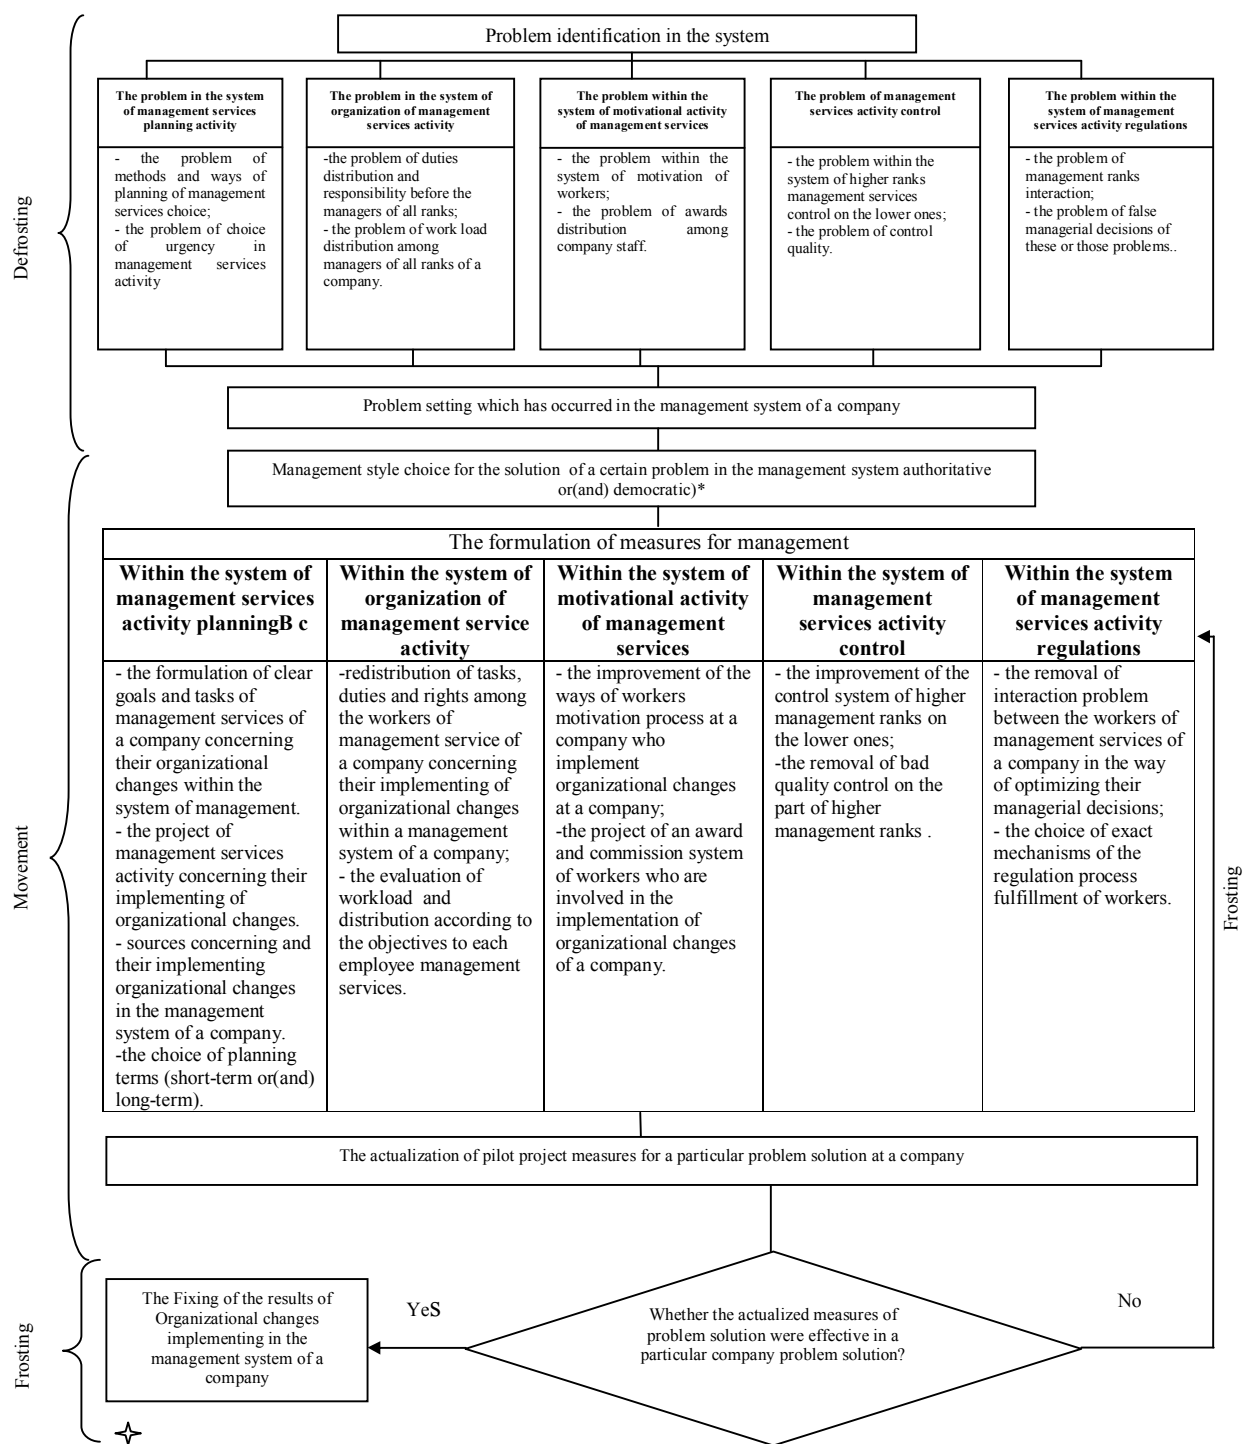 Problem identification in the system
Defrosting
The problem in the system
of management services
planning activity
- the problem of
methods and ways of
planning of management
services choice;
- the problem of choice
of urgency in
management services
activity
The problem in the system of
organization of management
services activity
-the problem of duties
distribution and
responsibility before the
managers of all ranks;
- the problem of work load
distribution among
managers of all ranks of a
company.
The problem within the
system of motivational activity
of management services
- the problem within the
system of motivation of
workers;
- the problem of awards
distribution among
company staff.
The problem of management
services activity control
- the problem within the
system of higher ranks
management services
control on the lower ones;
- the problem of control
quality.
The problem within the
system of management
services activity regulations
- the problem of
management ranks
interaction;
- the problem of false
managerial decisions of
these or those problems..
Problem setting which has occurred in the management system of a company
Management style choice for the solution of a certain problem in the management system authoritative
or(and) democratic)*
Movement
The formulation of measures for management
Within the system of
management services
activity planningB c
- the formulation of clear
goals and tasks of
management services of
a company concerning
their organizational
changes within the
system of management.
- the project of
management services
activity concerning their
implementing of
organizational changes.
- sources concerning and
their implementing
organizational changes
in the management
system of a company.
-the choice of planning
terms (short-term or(and)
long-term).
Within the system of
organization of
management service
activity
-redistribution of tasks,
duties and rights among
the workers of
management service of
a company concerning
their implementing of
organizational changes
within a management
system of a company;
- the evaluation of
workload and
distribution according to
the objectives to each
employee management
services.
Within the system of
motivational activity
of management
services
- the improvement of the
ways of workers
motivation process at a
company who
implement
organizational changes
at a company;
-the project of an award
and commission system
of workers who are
involved in the
implementation of
organizational changes
of a company.
Within the system of
management
services activity
control
- the improvement of the
control system of higher
management ranks on
the lower ones;
-the removal of bad
quality control on the
part of higher
management ranks .
Within the system
of management
services activity
regulations
- the removal of
interaction problem
between the workers of
management services of
a company in the way
of optimizing their
managerial decisions;
- the choice of exact
mechanisms of the
regulation process
fulfillment of workers.
Frosting
The actualization of pilot project measures for a particular problem solution at a company
Frosting
The Fixing of the results of
Organizational changes
implementing in the
management system of a
company
YeS
Whether the actualized measures of
problem solution were effective in a
particular company problem solution?
No